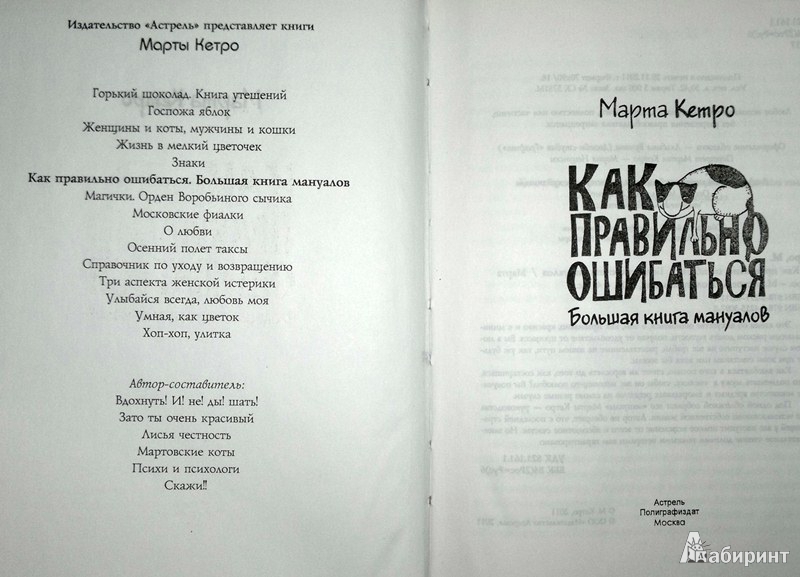 Издательство «Астрель» представляет книги
Марты Кетро
Горький шоколад. Книга утешений
Госпожа яблок
Женщины и коты, мужчины и кошки
Жизнь в мелкий цветочек
Знаки
Как правильно ошибаться. Большая книга мануалов
Магички. Орден Воробьиного сычика
Московские фиалки
О любви
Осенний полет таксы
Справочник по уходу и возвращению
Три аспекта женской истерики
Улыбайся всегда, любовь моя
Умная, как цветок
Хоп-хоп, улитка
Автор-составитель:
Вдохнуть! И! не! ды! шать!
Зато ты очень красивый
Лисья честность
Мартовские коты
Психи и психологи
Скажи!!
Марта Кетро
КАК
ПРАВИЛЬНО
ОШИБАТЬСЯ
Большая книга мануалов
Астрель
Полиграфиздат
Москва
Лабиринт